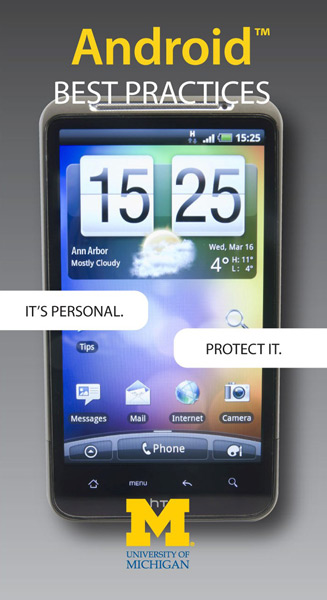 Android™
BEST PRACTICES
H 15:25
15 25
Ann Arbor
Mostly Cloudy
Wed, Mar 16
4° H: 11°
L: 4°
IT'S PERSONAL.
Tips
PROTECT IT.
Messages Mail Internet Camera
Phone
MENU
M
UNIVERSITY OF
MICHIGAN